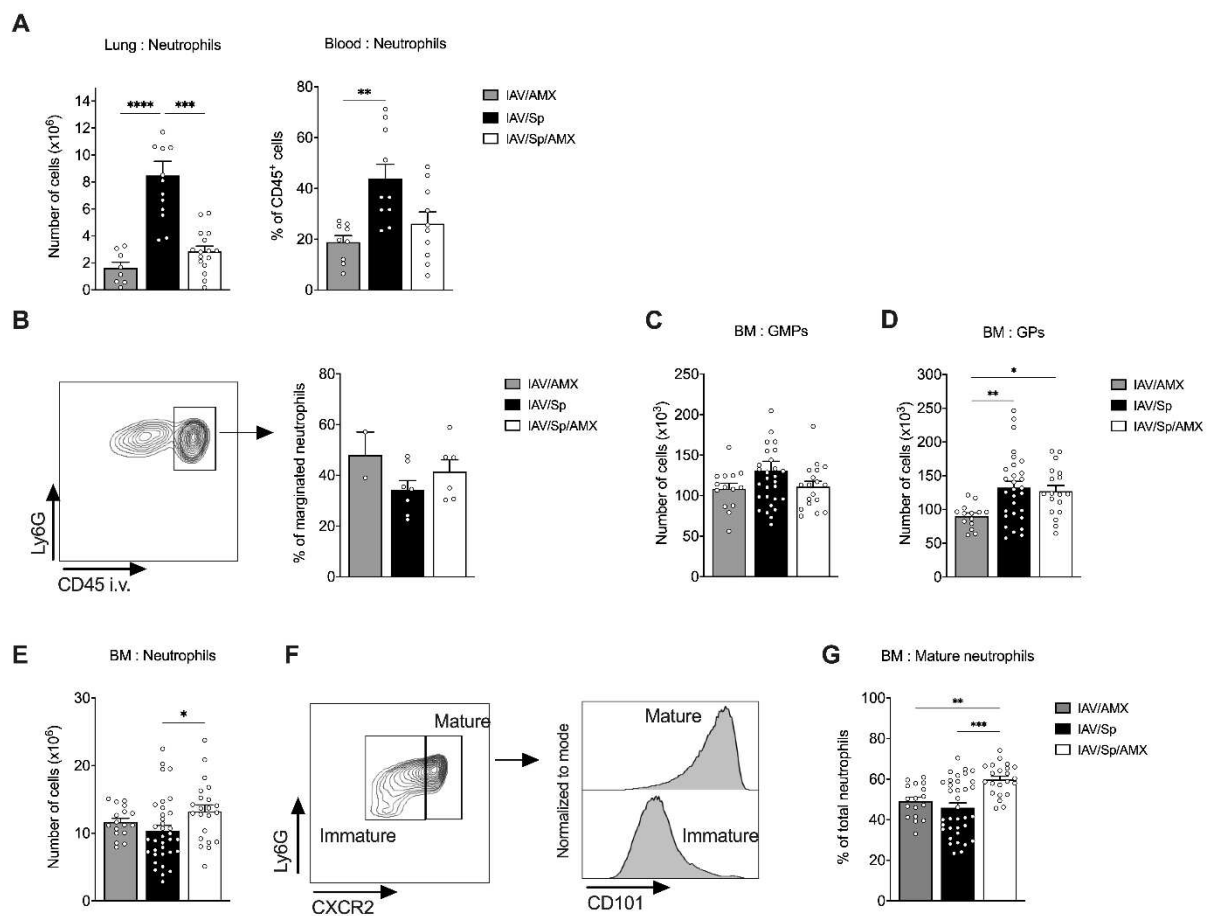 A
Lung : Neutrophils
Blood : Neutrophils
Number of cells (x10⁶)
14
12
10
8
6
4
2
0
**** ***
% of CD45⁺ cells
80
60
40
20
0
**
IAV/AMX
IAV/Sp
IAV/Sp/AMX
B
Ly6G
CD45 i.v.
% of marginated neutrophils
80
60
40
20
0
IAV/AMX
IAV/Sp
IAV/Sp/AMX
C
BM : GMPs
Number of cells (x10³)
250
200
150
100
50
0
D
BM : GPs
Number of cells (x10³)
300
250
200
150
100
50
0
*
**
IAV/AMX
IAV/Sp
IAV/Sp/AMX
E
BM : Neutrophils
Number of cells (x10⁶)
30
20
10
0
*
F
Mature
Immature
Ly6G
CXCR2
Normalized to mode
Mature
Immature
CD101
G
BM : Mature neutrophils
% of total neutrophils
100
80
60
40
20
0
**
***
IAV/AMX
IAV/Sp
IAV/Sp/AMX